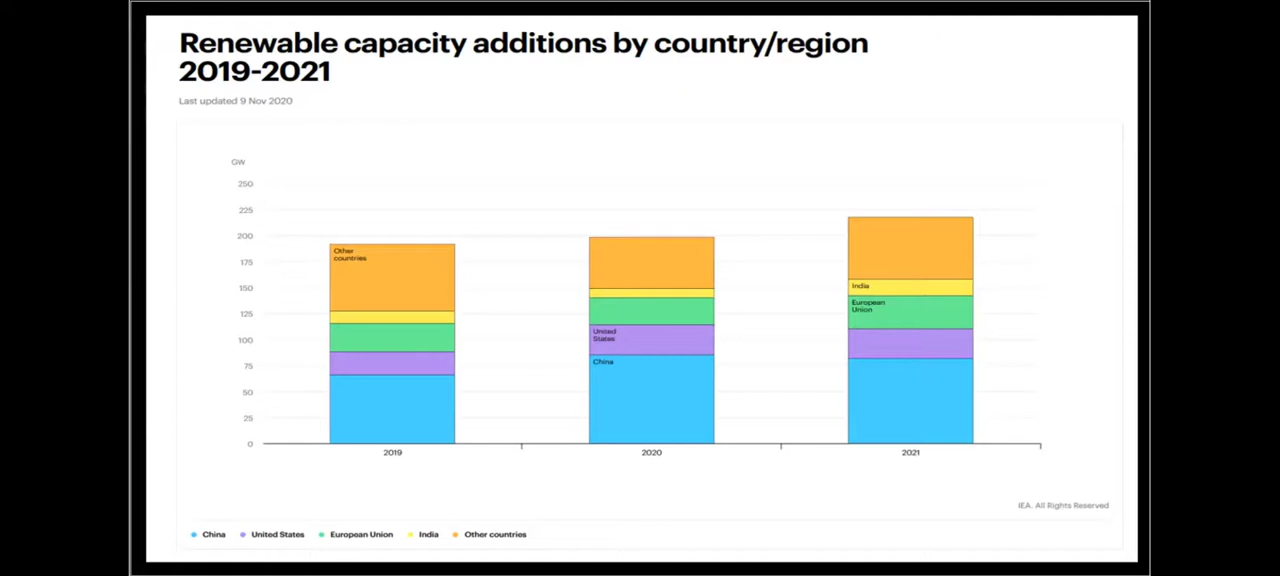 Renewable capacity additions by country/region
2019-2021
Last updated 9 Nov 2020
GW
250
225
200
175
150
125
100
75
50
25
0
Other
countries
United
States
China
India
European
Union
2019
2020
2021
IEA. All Rights Reserved
China United States European Union India Other countries